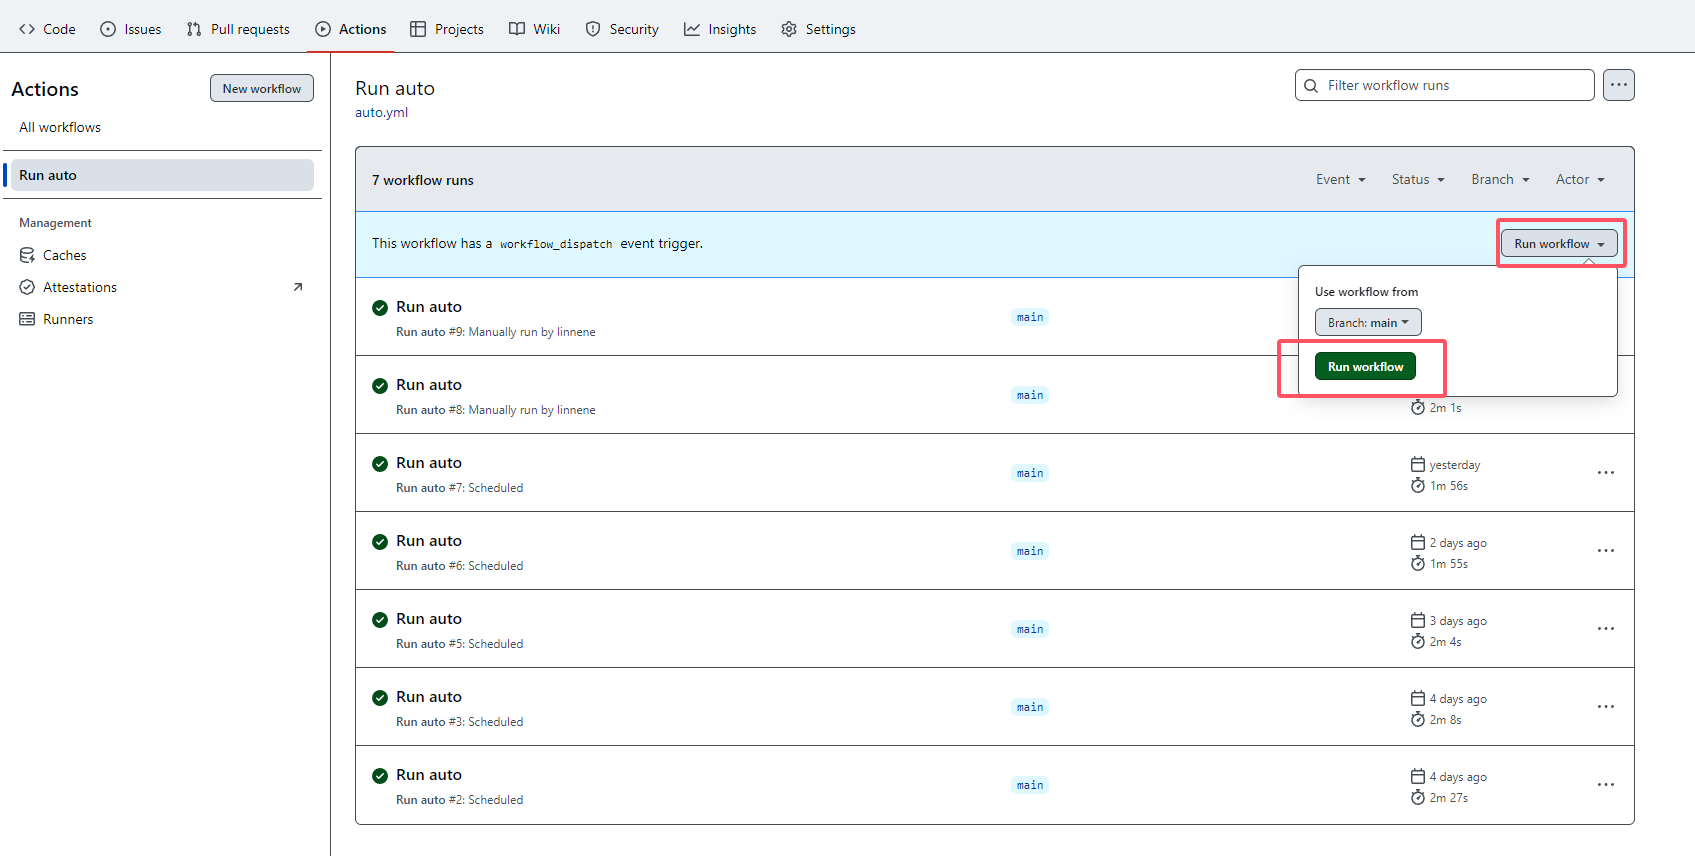 Code Issues Pull requests Actions Projects Wiki Security Insights Settings
Actions
New workflow
All workflows
Run auto
Management
Caches
Attestations
Runners
Run auto
auto.yml
Filter workflow runs
7 workflow runs
Event Status Branch Actor
This workflow has a workflow_dispatch event trigger.
Run workflow
Use workflow from
Branch: main
Run workflow
Run auto
Run auto #9: Manually run by linnene
main
Run auto
Run auto #8: Manually run by linnene
main
2m 1s
Run auto
Run auto #7: Scheduled
main
yesterday
1m 56s
Run auto
Run auto #6: Scheduled
main
2 days ago
1m 55s
Run auto
Run auto #5: Scheduled
main
3 days ago
2m 4s
Run auto
Run auto #3: Scheduled
main
4 days ago
2m 8s
Run auto
Run auto #2: Scheduled
main
4 days ago
2m 27s